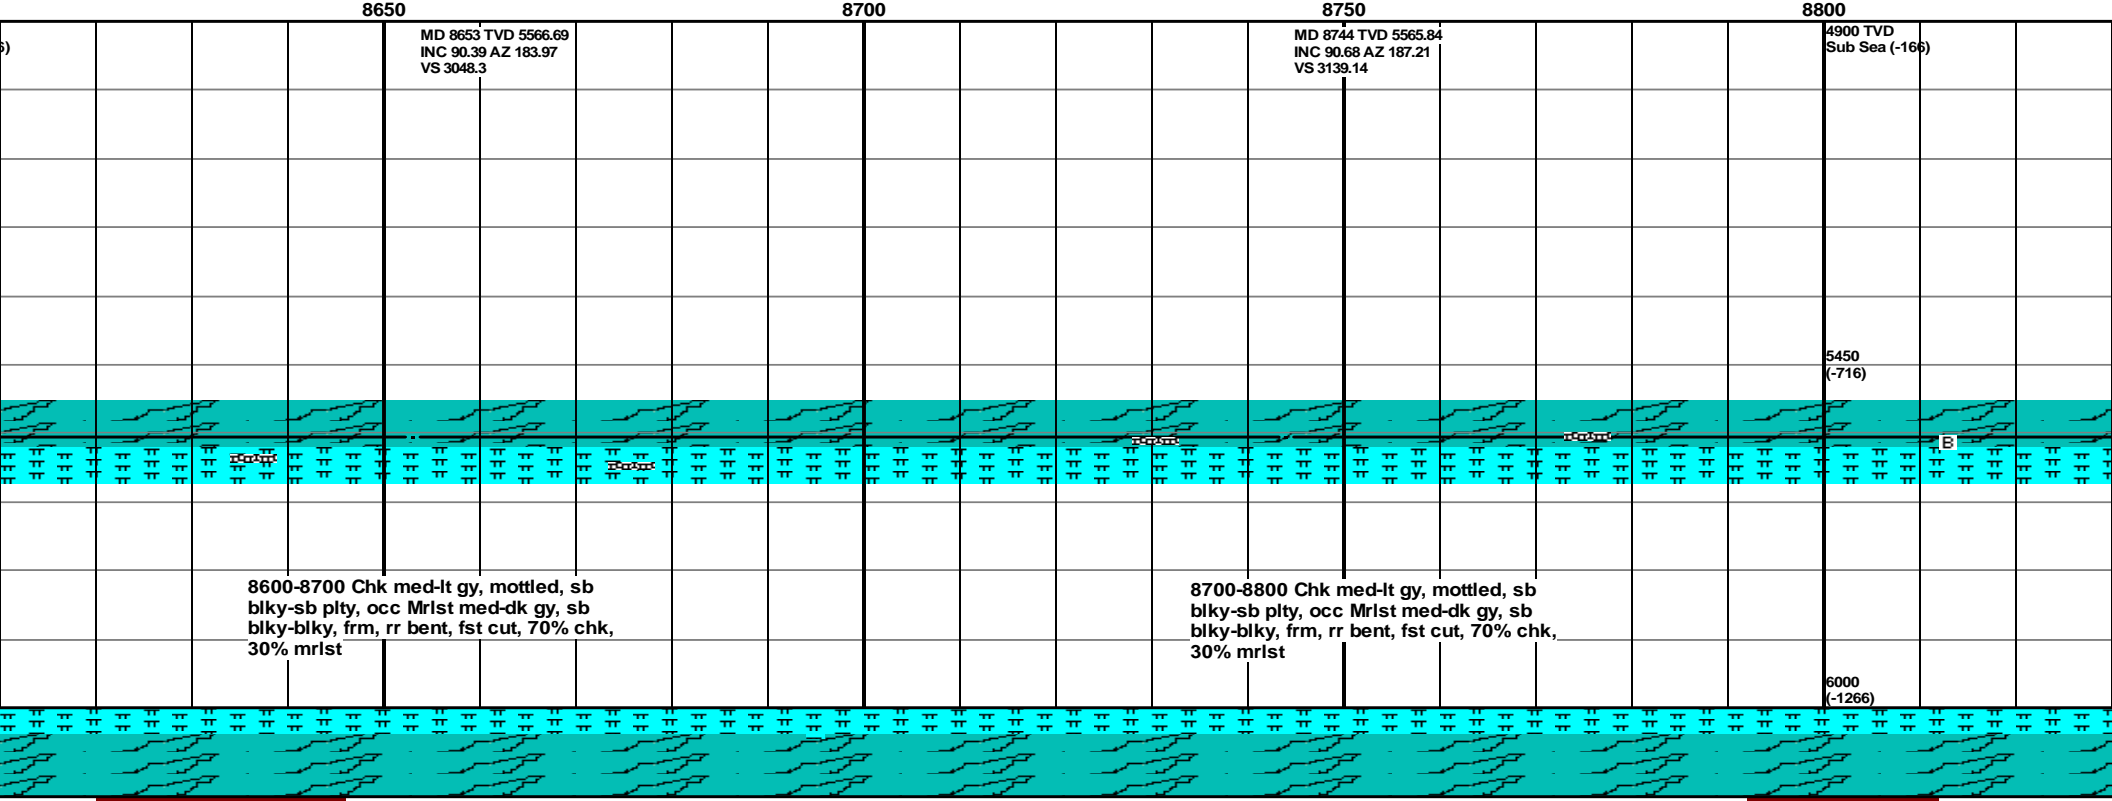 8650
8700
8750
8800
6)
MD 8653 TVD 5566.69
INC 90.39 AZ 183.97
VS 3048.3
MD 8744 TVD 5565.84
INC 90.68 AZ 187.21
VS 3139.14
4900 TVD
Sub Sea (-166)
5450
(-716)
B
8600-8700 Chk med-lt gy, mottled, sb
blky-sb plty, occ Mrlst med-dk gy, sb
blky-blky, frm, rr bent, fst cut, 70% chk,
30% mrlst
8700-8800 Chk med-lt gy, mottled, sb
blky-sb plty, occ Mrlst med-dk gy, sb
blky-blky, frm, rr bent, fst cut, 70% chk,
30% mrlst
6000
(-1266)